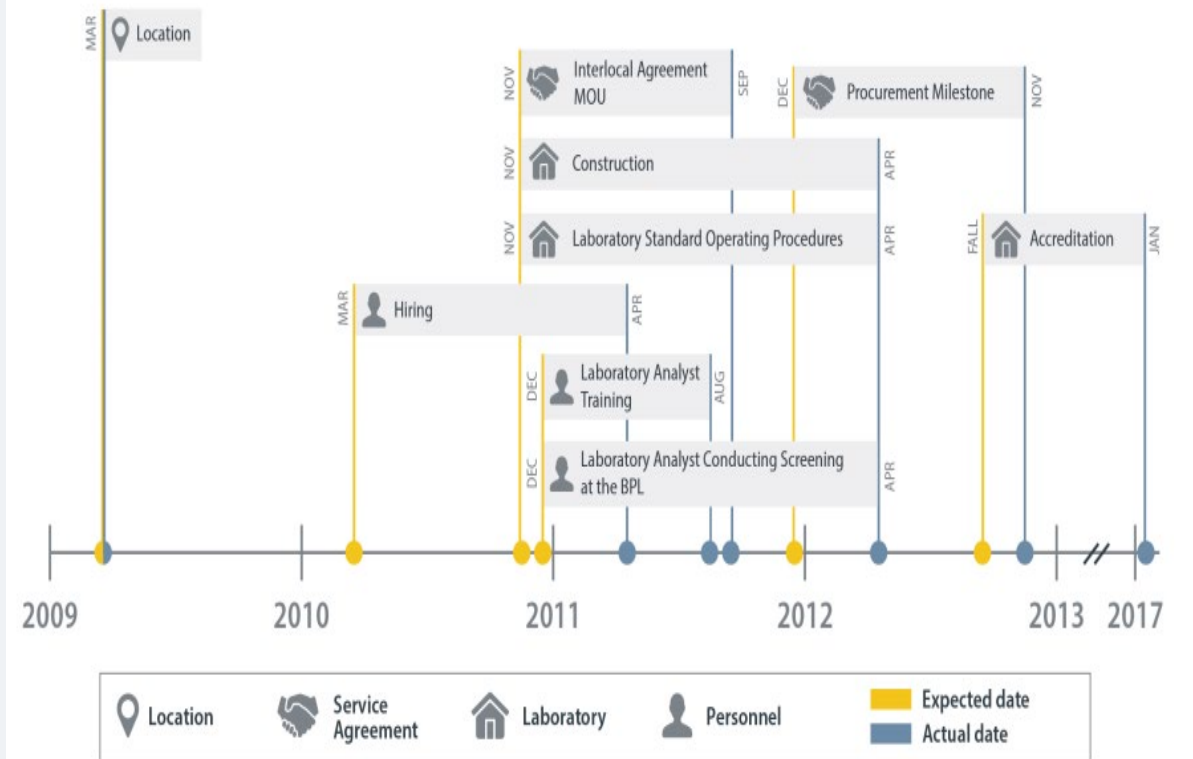 MAR
Location
NOV
Interlocal Agreement
MOU
SEP
DEC
Procurement Milestone
NOV
NOV
Construction
APR
NOV
Laboratory Standard Operating Procedures
APR
FALL
Accreditation
JAN
MAR
Hiring
APR
DEC
Laboratory Analyst
Training
AUG
DEC
Laboratory Analyst Conducting Screening
at the BPL
APR
2009
2010
2011
2012
2013
2017
Location
Service
Agreement
Laboratory
Personnel
Expected date
Actual date